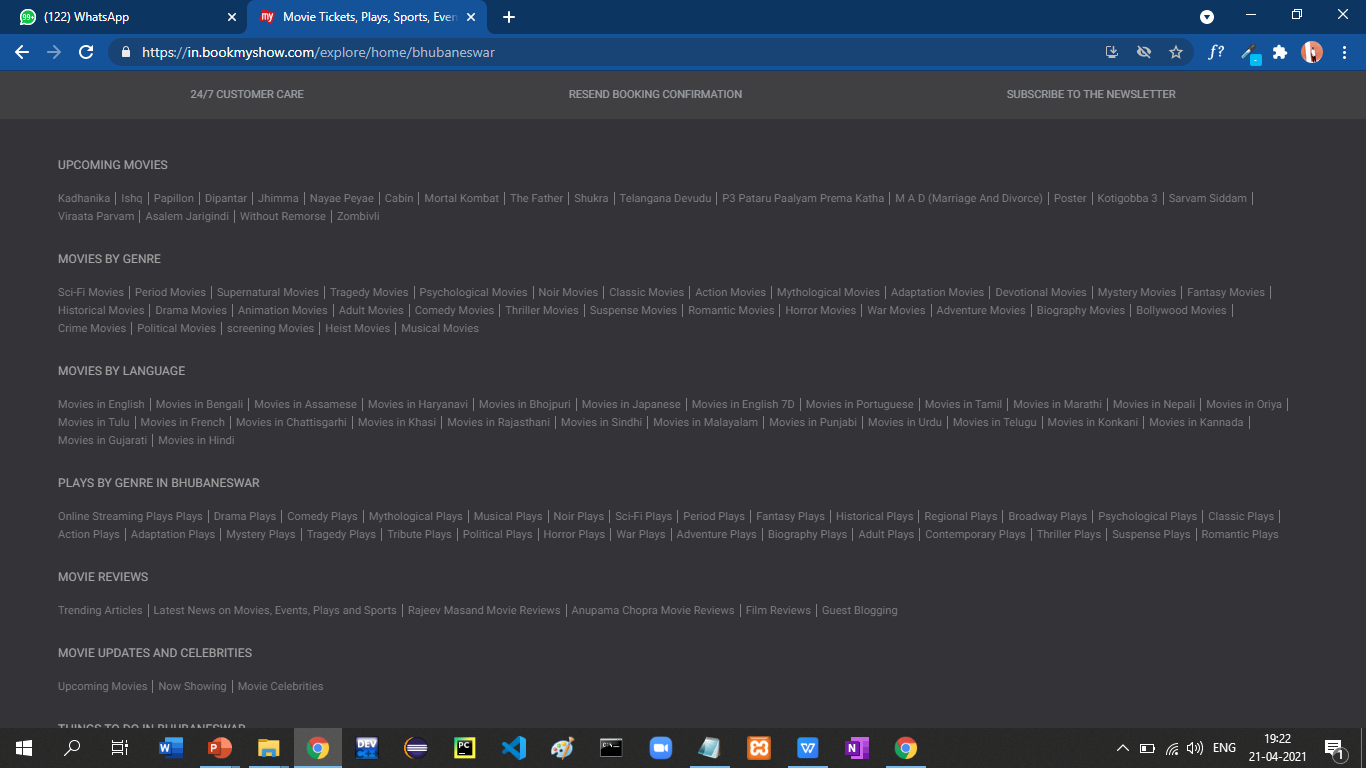 (122) WhatsApp
Movie Tickets, Plays, Sports, Even
https://in.bookmyshow.com/explore/home/bhubaneswar
24/7 CUSTOMER CARE RESEND BOOKING CONFIRMATION SUBSCRIBE TO THE NEWSLETTER
UPCOMING MOVIES
Kadhanika | Ishq | Papillon | Dipantar | Jhimma | Nayae Peyae | Cabin | Mortal Kombat | The Father | Shukra | Telangana Devudu | P3 Pataru Paalyam Prema Katha | M A D (Marriage And Divorce) | Poster | Kotigobba 3 | Sarvam Siddam |
Viraata Parvam | Asalem Jarigindi | Without Remorse | Zombivli
MOVIES BY GENRE
Sci-Fi Movies | Period Movies | Supernatural Movies | Tragedy Movies | Psychological Movies | Noir Movies | Classic Movies | Action Movies | Mythological Movies | Adaptation Movies | Devotional Movies | Mystery Movies | Fantasy Movies |
Historical Movies | Drama Movies | Animation Movies | Adult Movies | Comedy Movies | Thriller Movies | Suspense Movies | Romantic Movies | Horror Movies | War Movies | Adventure Movies | Biography Movies | Bollywood Movies |
Crime Movies | Political Movies | screening Movies | Heist Movies | Musical Movies
MOVIES BY LANGUAGE
Movies in English | Movies in Bengali | Movies in Assamese | Movies in Haryanavi | Movies in Bhojpuri | Movies in Japanese | Movies in English 7D | Movies in Portuguese | Movies in Tamil | Movies in Marathi | Movies in Nepali | Movies in Oriya |
Movies in Tulu | Movies in French | Movies in Chattisgarhi | Movies in Khasi | Movies in Rajasthani | Movies in Sindhi | Movies in Malayalam | Movies in Punjabi | Movies in Urdu | Movies in Telugu | Movies in Konkani | Movies in Kannada |
Movies in Gujarati | Movies in Hindi
PLAYS BY GENRE IN BHUBANESWAR
Online Streaming Plays Plays | Drama Plays | Comedy Plays | Mythological Plays | Musical Plays | Noir Plays | Sci-Fi Plays | Period Plays | Fantasy Plays | Historical Plays | Regional Plays | Broadway Plays | Psychological Plays | Classic Plays |
Action Plays | Adaptation Plays | Mystery Plays | Tragedy Plays | Tribute Plays | Political Plays | Horror Plays | War Plays | Adventure Plays | Biography Plays | Adult Plays | Contemporary Plays | Thriller Plays | Suspense Plays | Romantic Plays
MOVIE REVIEWS
Trending Articles | Latest News on Movies, Events, Plays and Sports | Rajeev Masand Movie Reviews | Anupama Chopra Movie Reviews | Film Reviews | Guest Blogging
MOVIE UPDATES AND CELEBRITIES
Upcoming Movies | Now Showing | Movie Celebrities
THINGS TO DO IN BHUBANESWAR
ENG
19:22
21-04-2021